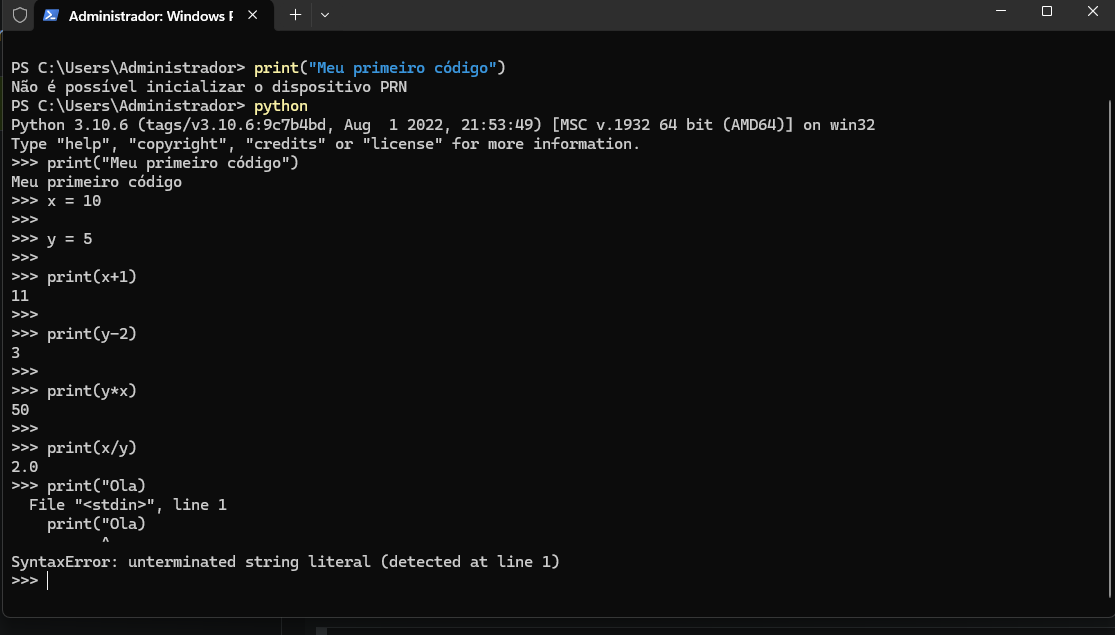 Administrador: Windows P
PS C:\Users\Administrador> print("Meu primeiro código")
Não é possível inicializar o dispositivo PRN
PS C:\Users\Administrador> python
Python 3.10.6 (tags/v3.10.6:9c7b4bd, Aug  1 2022, 21:53:49) [MSC v.1932 64 bit (AMD64)] on win32
Type "help", "copyright", "credits" or "license" for more information.
>>> print("Meu primeiro código")
Meu primeiro código
>>> x = 10
>>>
>>> y = 5
>>>
>>> print(x+1)
11
>>>
>>> print(y-2)
3
>>>
>>> print(y*x)
50
>>>
>>> print(x/y)
2.0
>>> print("Ola)
  File "<stdin>", line 1
    print("Ola)
          ^
SyntaxError: unterminated string literal (detected at line 1)
>>>